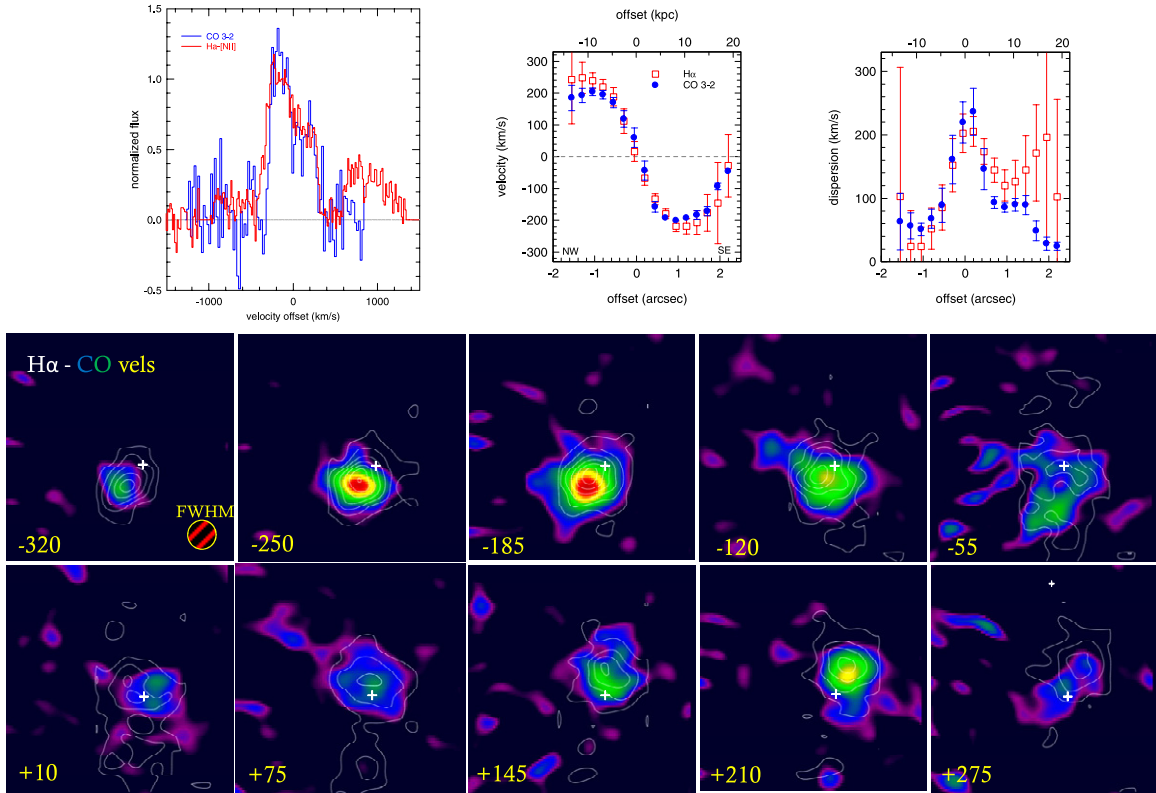 CO 3-2
Ha-[NII]
normalized flux
1.5
1.0
0.5
0.0
-0.5
-1000
0
1000
velocity offset (km/s)
offset (kpc)
-10
0
10
20
Hα
CO 3-2
velocity (km/s)
300
200
100
0
-100
-200
-300
NW
SE
-2
-1
0
1
2
offset (arcsec)
offset (kpc)
-10
0
10
20
dispersion (km/s)
300
200
100
0
-2
-1
0
1
2
offset (arcsec)
Hα - CO vels
FWHM
-320
-250
-185
-120
-55
+10
+75
+145
+210
+275